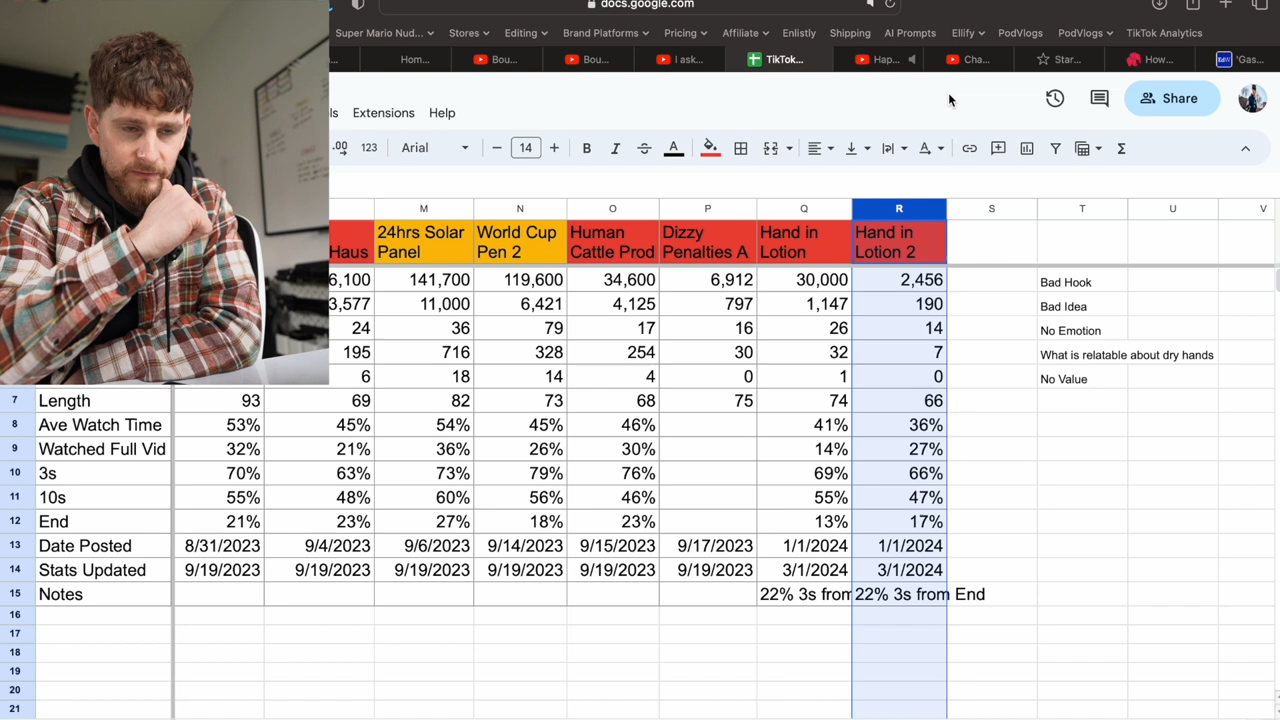 docs.google.com
Super Mario Nud... Stores Editing Brand Platforms Pricing Affiliate Enlistly Shipping AI Prompts Ellify PodVlogs PodVlogs TikTok Analytics
Hom... Bou... Bou... I ask... TikTok... Hap... Cha... Star... How... 'Gas...
ls Extensions Help
Share
.00 123 Arial − 14 + B I S A Σ
M N O P Q R S T U V
Haus 24hrs Solar Panel World Cup Pen 2 Human Cattle Prod Dizzy Penalties A Hand in Lotion Hand in Lotion 2
6,100 141,700 119,600 34,600 6,912 30,000 2,456 Bad Hook
3,577 11,000 6,421 4,125 797 1,147 190 Bad Idea
24 36 79 17 16 26 14 No Emotion
195 716 328 254 30 32 7 What is relatable about dry hands
6 18 14 4 0 1 0 No Value
7 Length 93 69 82 73 68 75 74 66
8 Ave Watch Time 53% 45% 54% 45% 46% 41% 36%
9 Watched Full Vid 32% 21% 36% 26% 30% 14% 27%
10 3s 70% 63% 73% 79% 76% 69% 66%
11 10s 55% 48% 60% 56% 46% 55% 47%
12 End 21% 23% 27% 18% 23% 13% 17%
13 Date Posted 8/31/2023 9/4/2023 9/6/2023 9/14/2023 9/15/2023 9/17/2023 1/1/2024 1/1/2024
14 Stats Updated 9/19/2023 9/19/2023 9/19/2023 9/19/2023 9/19/2023 9/19/2023 3/1/2024 3/1/2024
15 Notes 22% 3s from 22% 3s from End
16
17
18
19
20
21